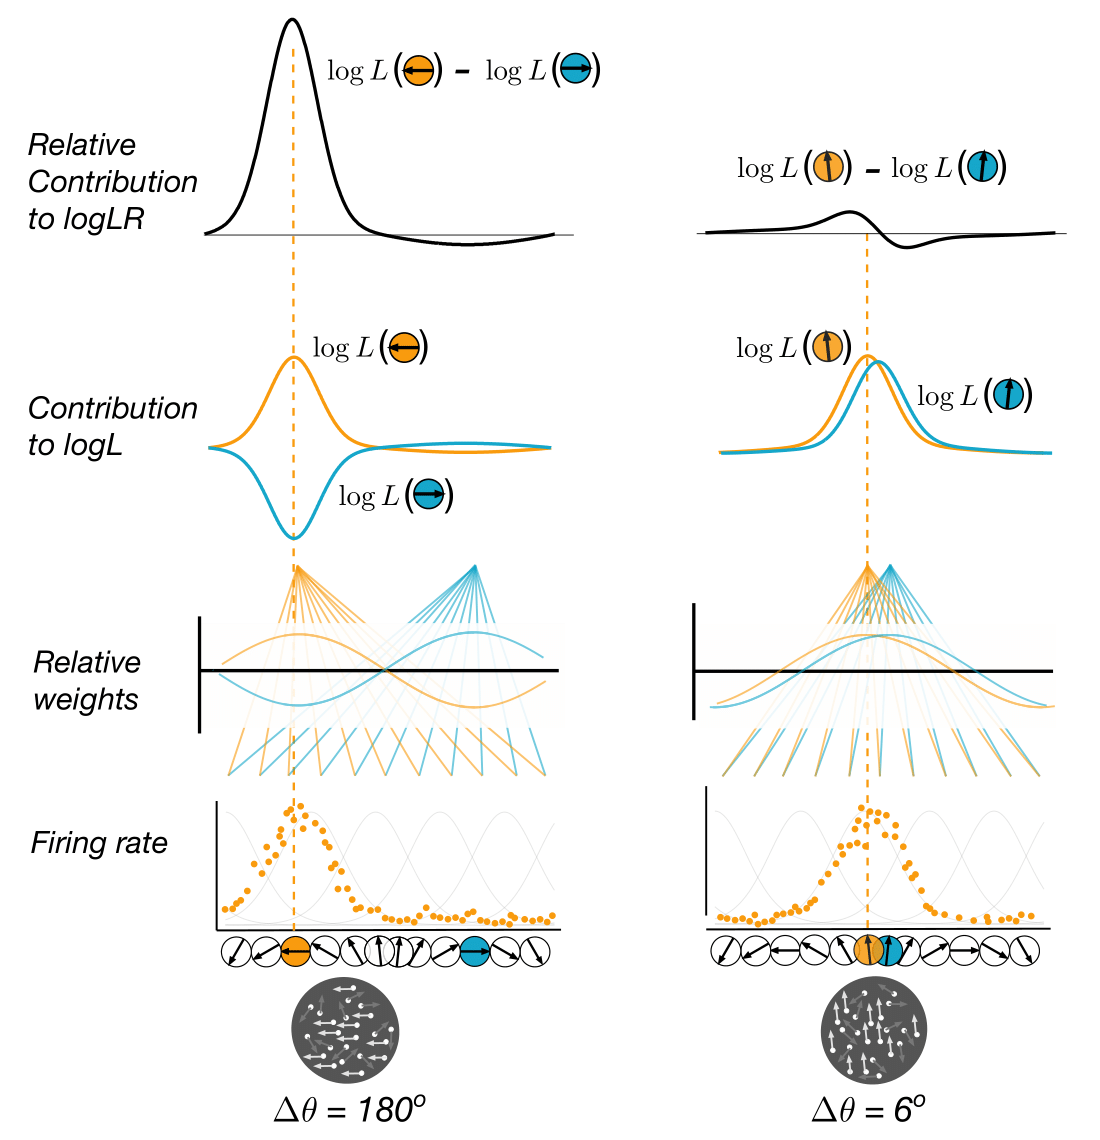 log L ( ) - log L ( )
Relative
Contribution
to logLR
log L ( ) - log L ( )
log L ( )
log L ( )
Contribution
to logL
log L ( )
log L ( )
Relative
weights
Firing rate
Δθ = 180º
Δθ = 6º